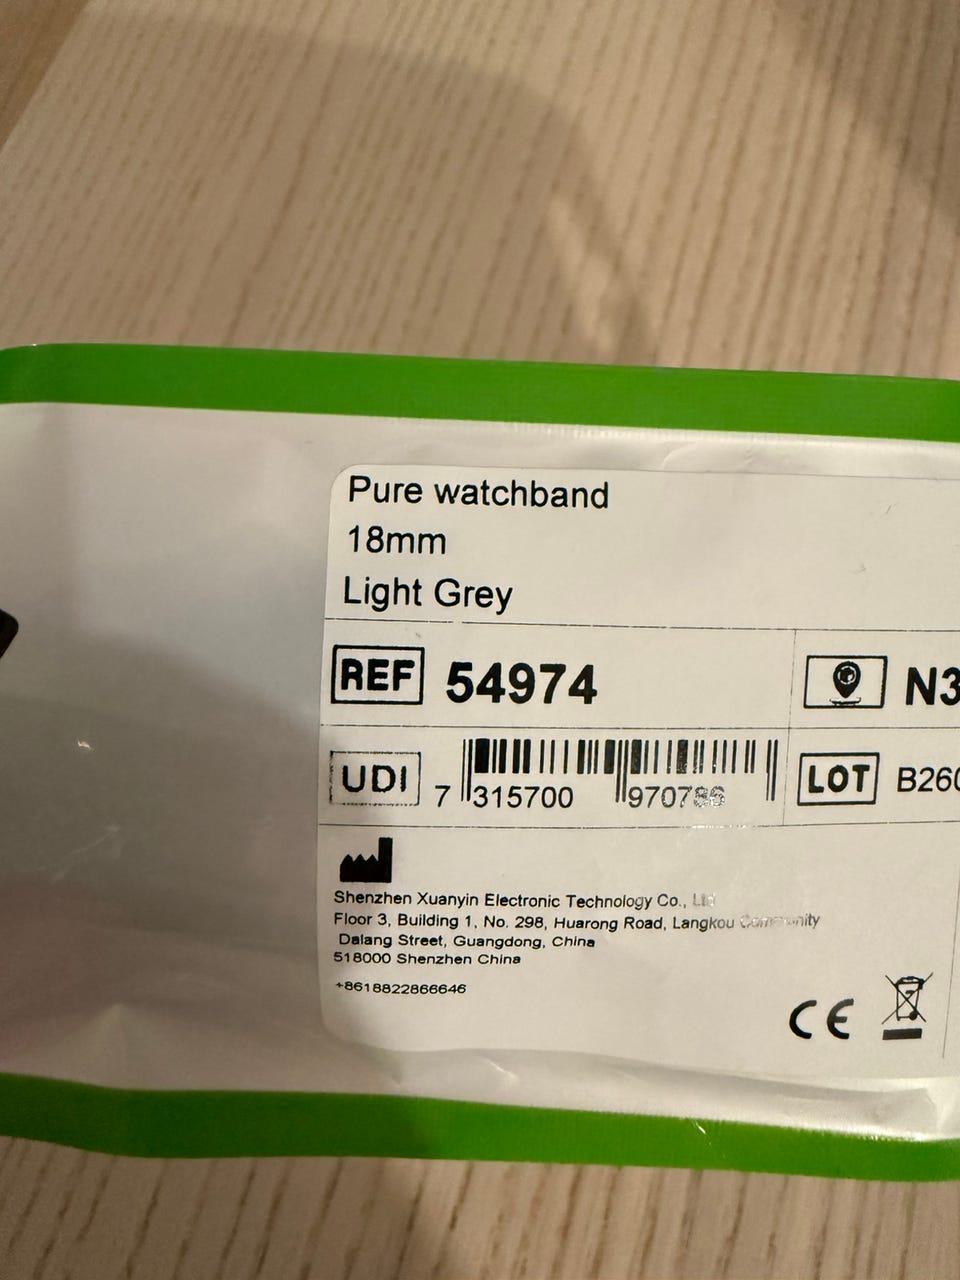 Pure watchband
18mm
Light Grey
REF 54974
N3
UDI 7 315700 970786
LOT B260
Shenzhen Xuanyin Electronic Technology Co., Ltd
Floor 3, Building 1, No. 298, Huarong Road, Langkou Community
Dalang Street, Guangdong, China
518000 Shenzhen China
+8618822866646
CE